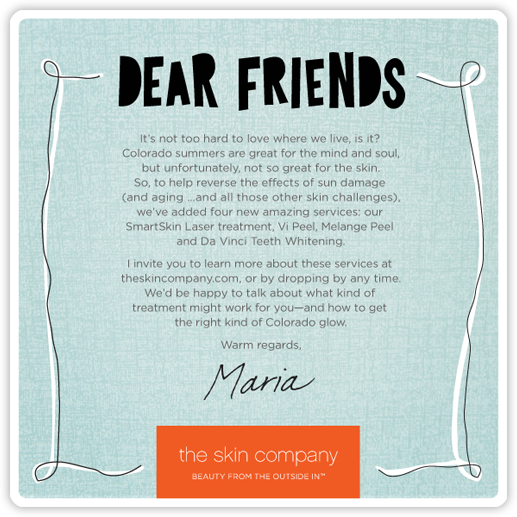 DEAR FRIENDS
It's not too hard to love where we live, is it?
Colorado summers are great for the mind and soul,
but unfortunately, not so great for the skin.
So, to help reverse the effects of sun damage
(and aging ...and all those other skin challenges),
we've added four new amazing services: our
SmartSkin Laser treatment, Vi Peel, Melange Peel
and Da Vinci Teeth Whitening.
I invite you to learn more about these services at
theskincompany.com, or by dropping by any time.
We'd be happy to talk about what kind of
treatment might work for you—and how to get
the right kind of Colorado glow.
Warm regards,
Maria
the skin company
BEAUTY FROM THE OUTSIDE IN™